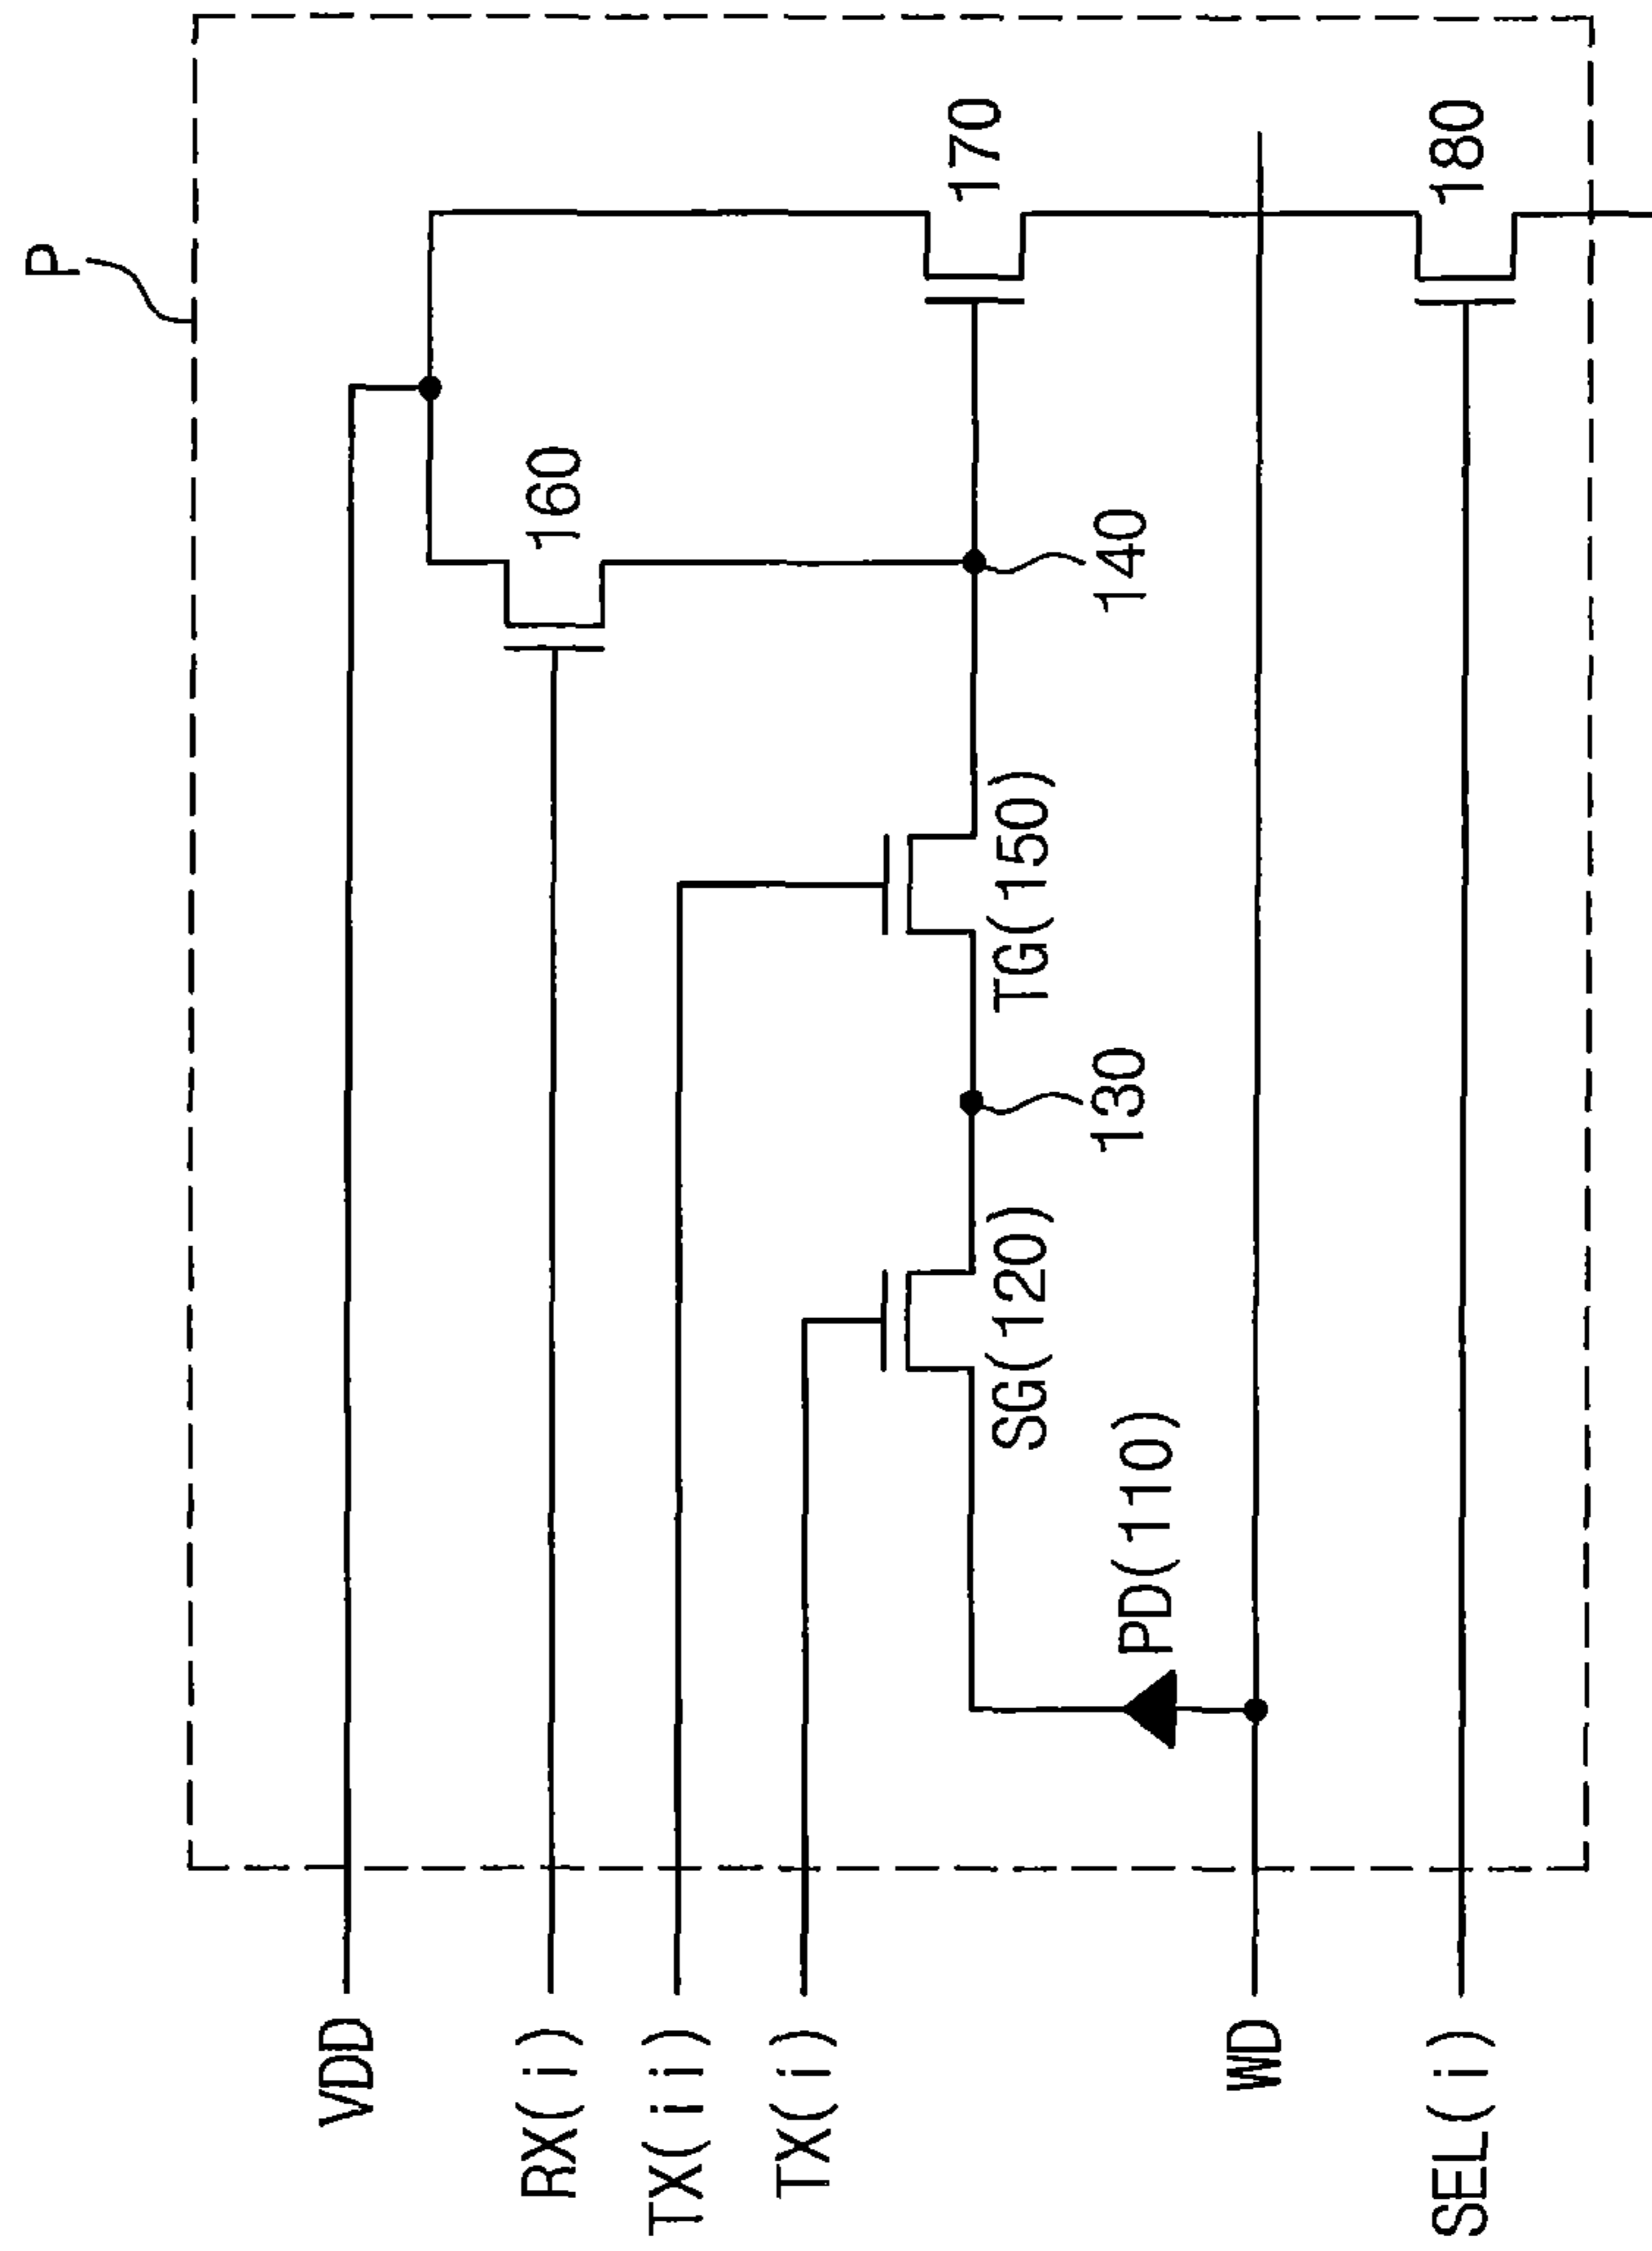 P
VDD
RX(i)
TX(ii)
TX(i)
WD
SEL(i)
160
170
140
TG(150)
130
SG(120)
PD(110)
180